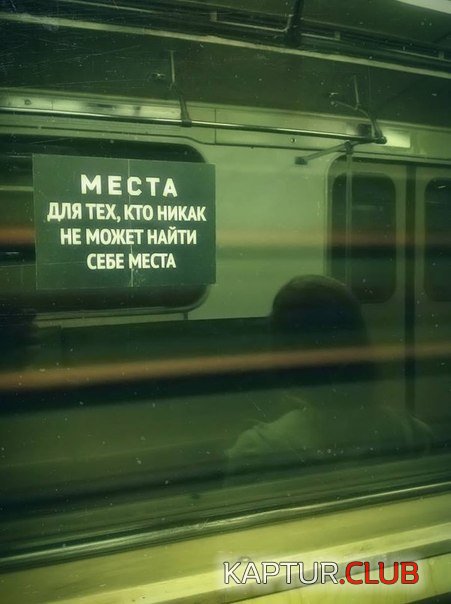 МЕСТА
ДЛЯ ТЕХ, КТО НИКАК
НЕ МОЖЕТ НАЙТИ
СЕБЕ МЕСТА
KAPTUR.CLUB